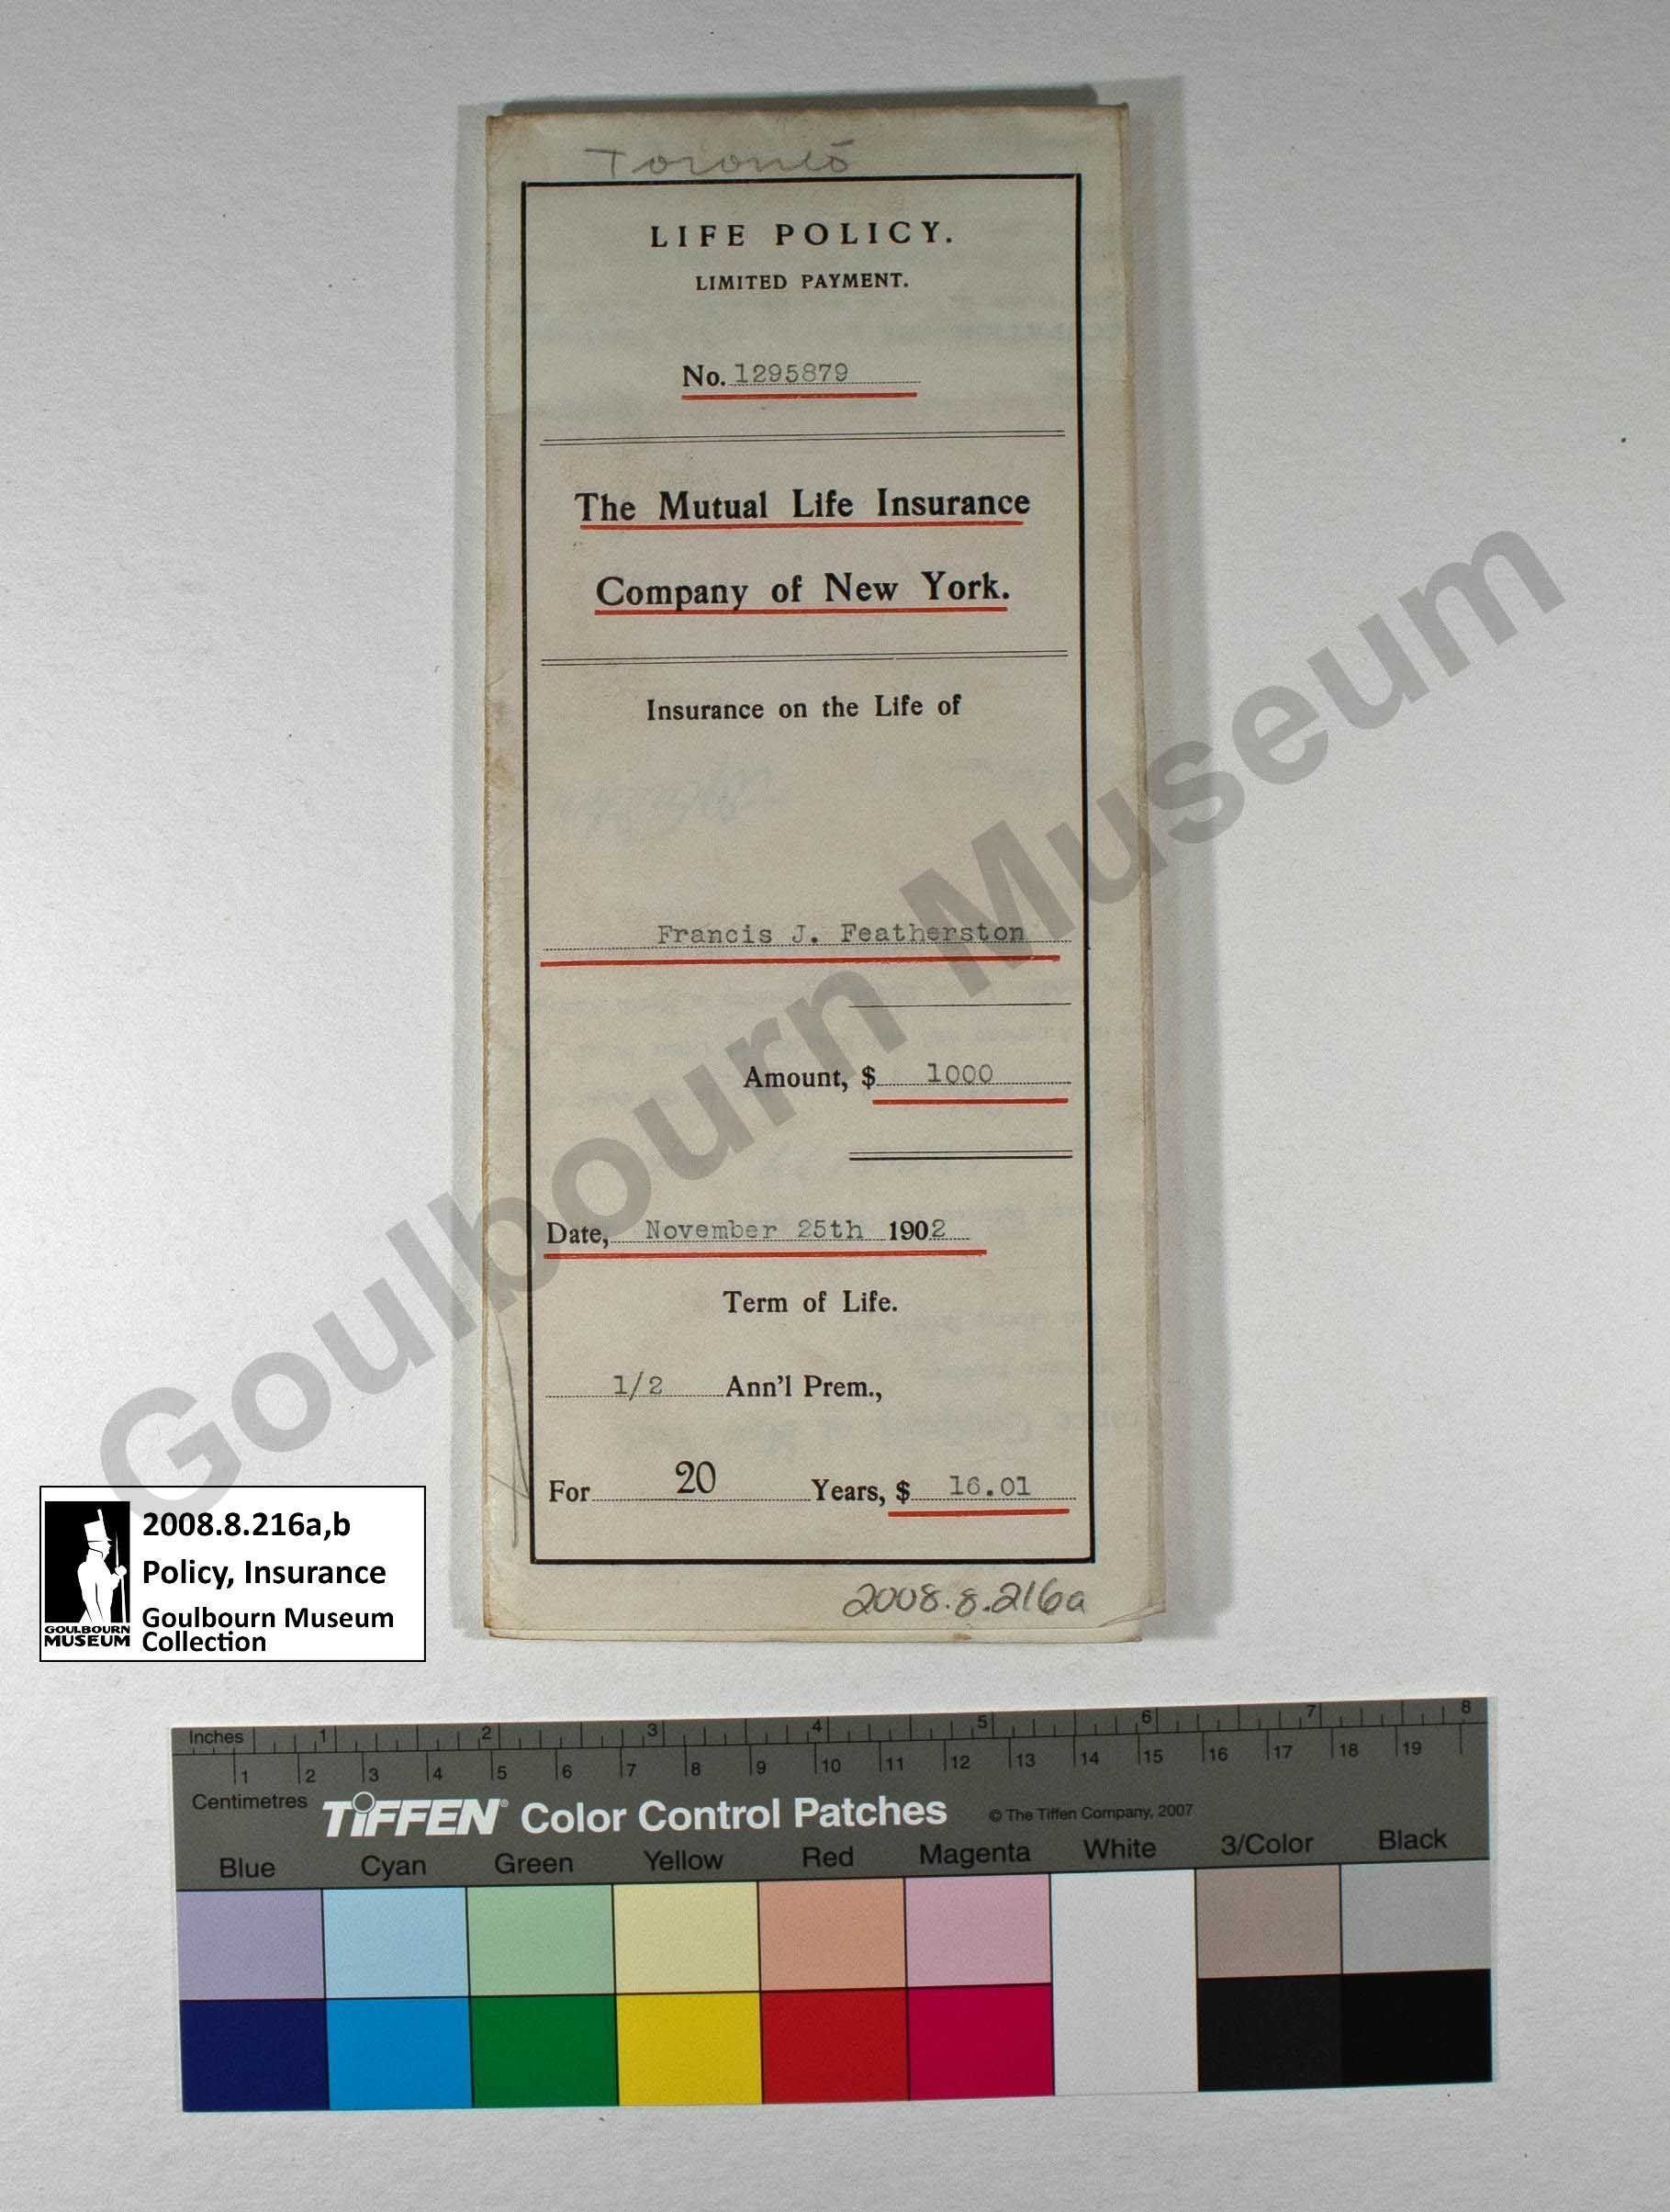 Toronto
LIFE POLICY.
LIMITED PAYMENT.
No. 1295879
The Mutual Life Insurance
Company of New York.
Insurance on the Life of
Francis J. Featherston
Amount, $ 1000
Date, November 25th 1902
Term of Life.
1/2 Ann'l Prem.,
For 20 Years, $ 16.01
2008.8.216a
Goulbourn Museum
2008.8.216a,b
Policy, Insurance
Goulbourn Museum
Collection
GOULBOURN
MUSEUM
Inches 1 2 3 4 5 6 7 8
1 2 3 4 5 6 7 8 9 10 11 12 13 14 15 16 17 18 19
Centimetres
TIFFEN® Color Control Patches © The Tiffen Company, 2007
Blue Cyan Green Yellow Red Magenta White 3/Color Black